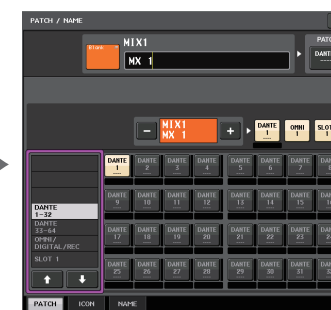 PATCH / NAME
Blank
MIX1
MX 1
PATC
DANTE
- MIX1 +
MX 1
DANTE 1 OMNI 1 SLOT 1
DANTE 1 DANTE 2 DANTE 3 DANTE 4 DANTE 5 DANTE 6 DANTE 7
DANTE 9 DANTE 10 DANTE 11 DANTE 12 DANTE 13 DANTE 14 DANTE 15
DANTE 17 DANTE 18 DANTE 19 DANTE 20 DANTE 21 DANTE 22 DANTE 23
DANTE 25 DANTE 26 DANTE 27 DANTE 28 DANTE 29 DANTE 30 DANTE 31
DANTE
1-32
DANTE
33-64
OMNI/
DIGITAL/REC
SLOT 1
PATCH ICON NAME